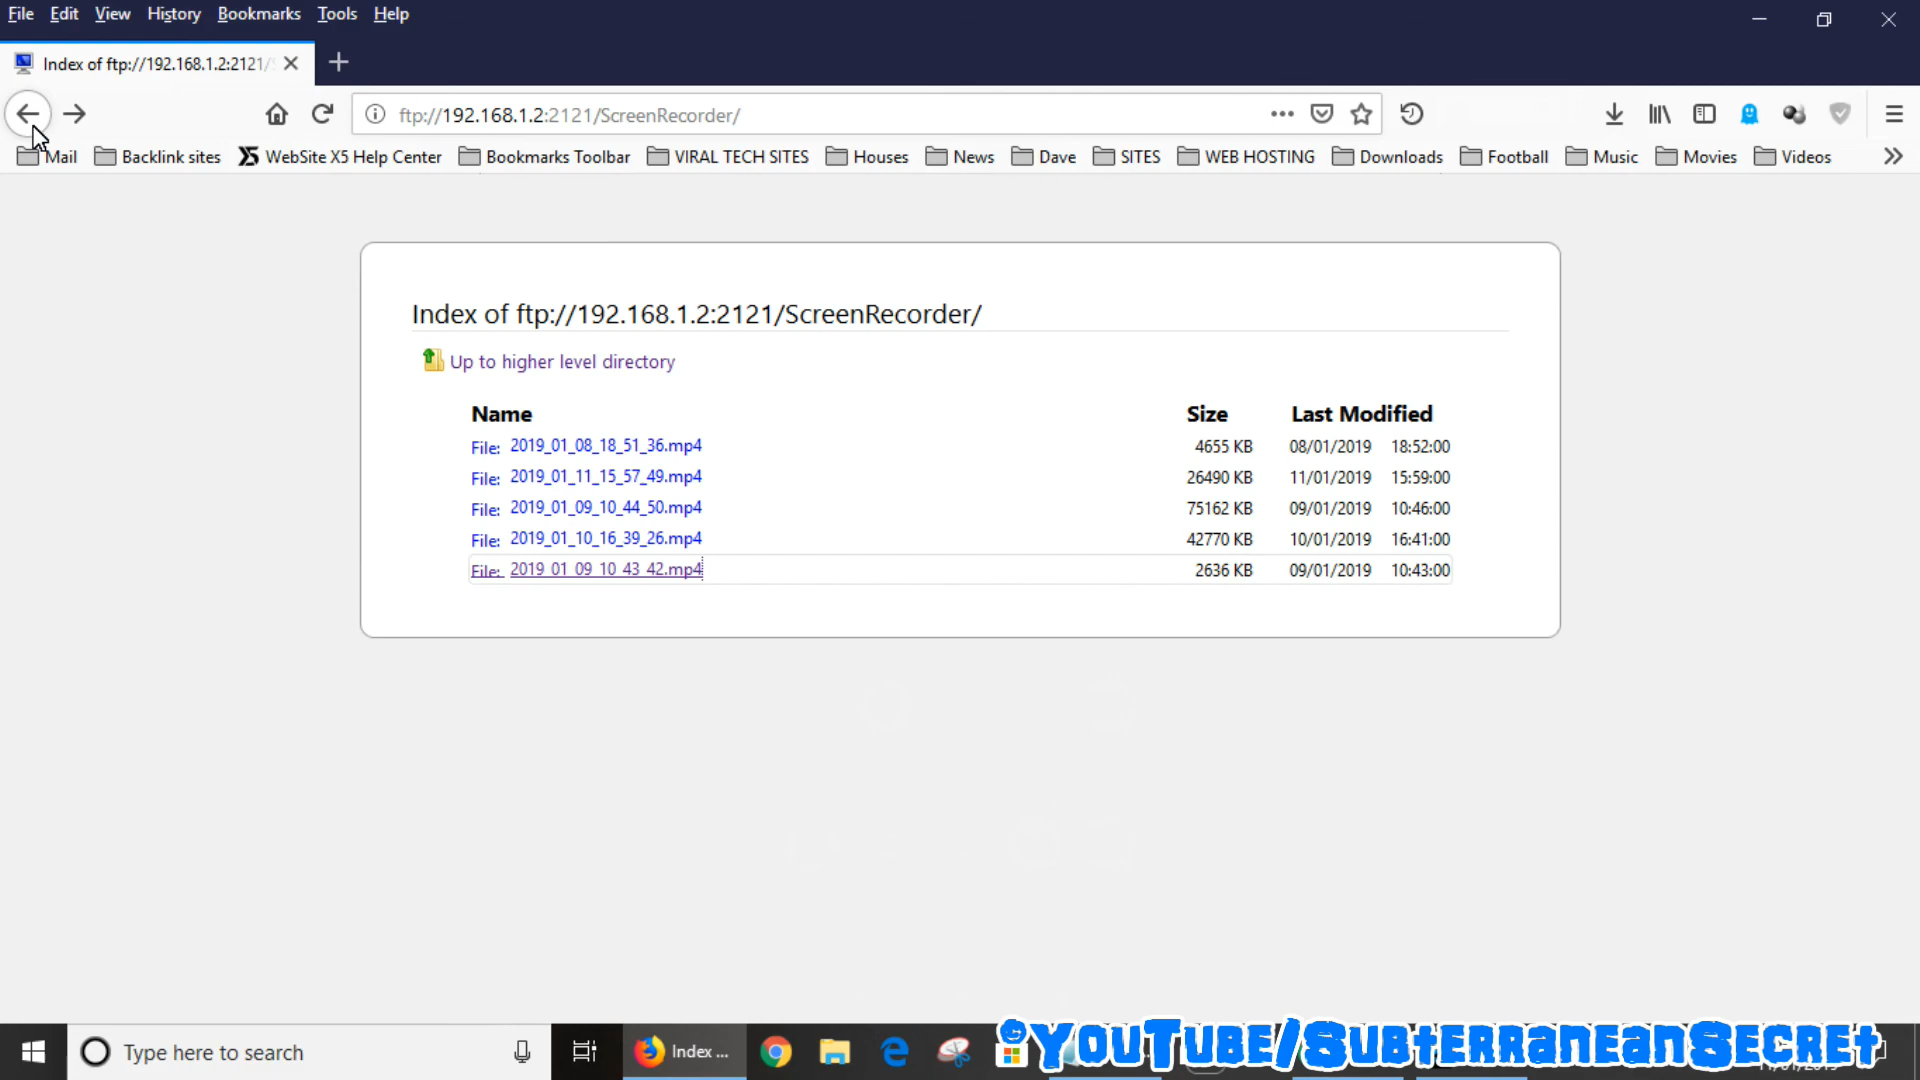 File Edit View History Bookmarks Tools Help
Index of ftp://192.168.1.2:2121/
ftp://192.168.1.2:2121/ScreenRecorder/
Mail Backlink sites WebSite X5 Help Center Bookmarks Toolbar VIRAL TECH SITES Houses News Dave SITES WEB HOSTING Downloads Football Music Movies Videos
Index of ftp://192.168.1.2:2121/ScreenRecorder/
Up to higher level directory
Name Size Last Modified
File: 2019_01_08_18_51_36.mp4 4655 KB 08/01/2019 18:52:00
File: 2019_01_11_15_57_49.mp4 26490 KB 11/01/2019 15:59:00
File: 2019_01_09_10_44_50.mp4 75162 KB 09/01/2019 10:46:00
File: 2019_01_10_16_39_26.mp4 42770 KB 10/01/2019 16:41:00
File: 2019_01_09_10_43_42.mp4 2636 KB 09/01/2019 10:43:00
Type here to search Index ... @YouTube/SubterraneanSecret